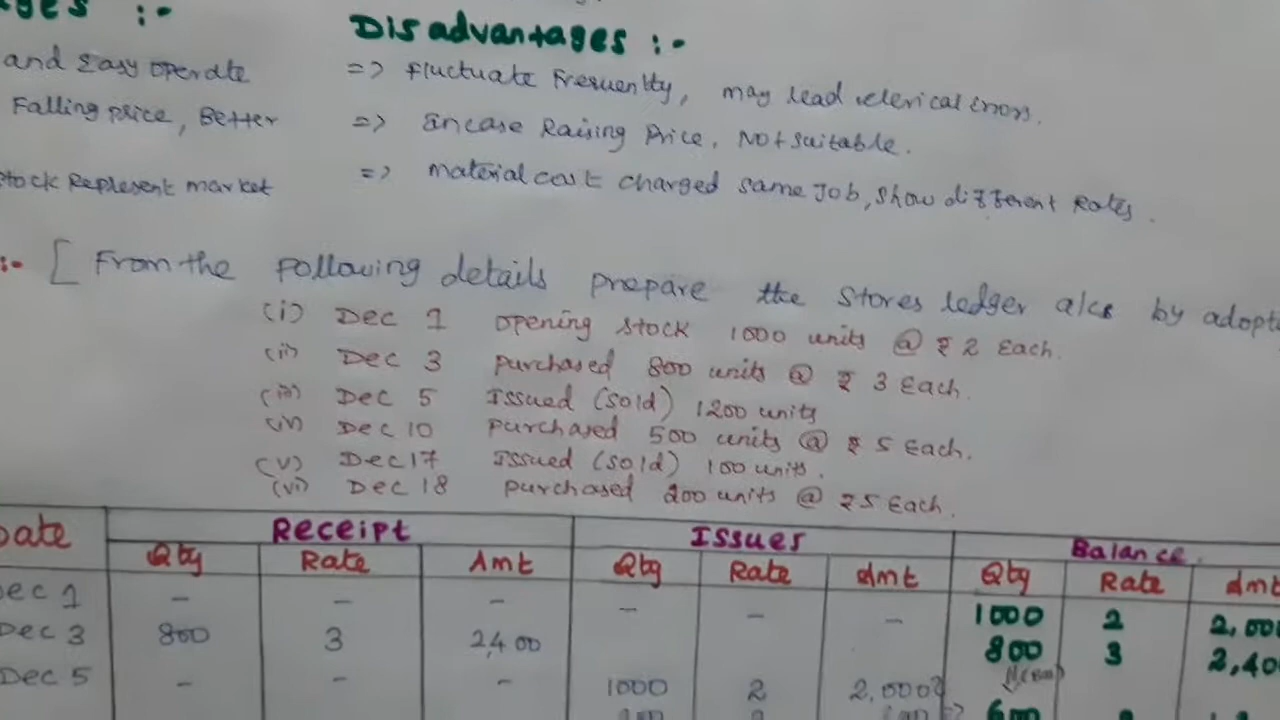 Disadvantages :-
and Easy operate => Fluctuate Frequently, may lead clerical errors.
Falling price, Better => Incase Raising Price, Not suitable.
stock Represent market => material cost charged same Job, show different Rates.
:- [ From the following details prepare the stores ledger a/cs by adopt
(i) Dec 1 opening stock 1000 units @ ₹ 2 Each.
(ii) Dec 3 purchased 800 units @ ₹ 3 Each.
(iii) Dec 5 Issued (sold) 1200 units
(iv) Dec 10 purchased 500 units @ ₹ 5 Each.
(v) Dec 17 Issued (sold) 100 units.
(vi) Dec 18 purchased 200 units @ ₹5 Each.
Date Receipt Issues Balance
Qty Rate Amt Qty Rate Amt Qty Rate Amt
Dec 1 - - - - - - 1000 2 2,000
Dec 3 800 3 2,400 800 3 2,40
Dec 5 - - - 1000 2 2,000
600